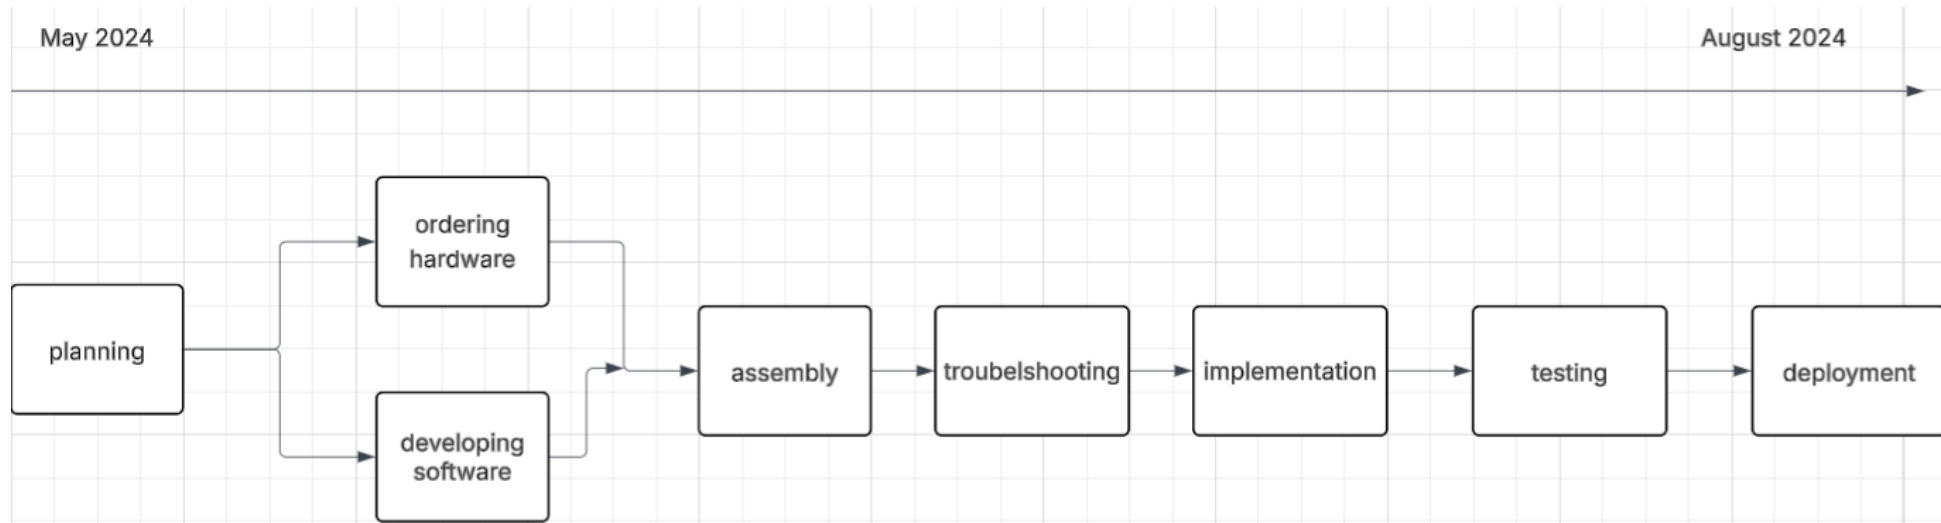 May 2024
August 2024
ordering
hardware
planning
developing
software
assembly
troubelshooting
implementation
testing
deployment